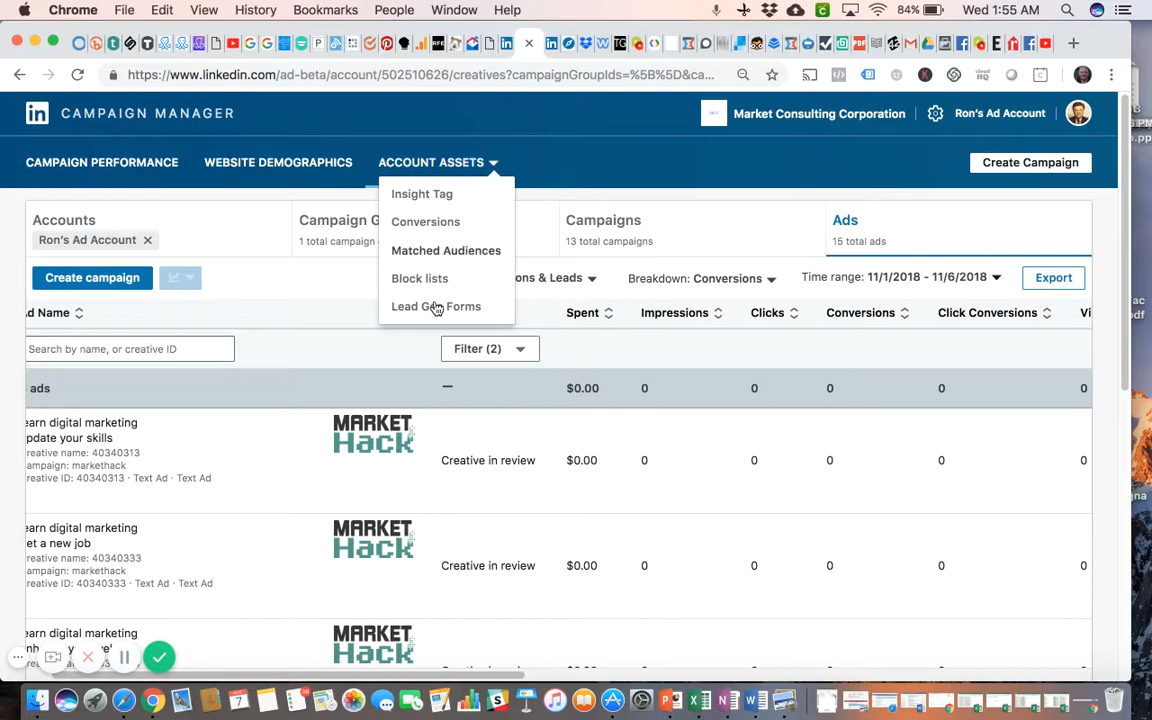 Chrome File Edit View History Bookmarks People Window Help 84% Wed 1:55 AM
https://www.linkedin.com/ad-beta/account/502510626/creatives?campaignGroupIds=%5B%5D&ca...
in CAMPAIGN MANAGER Market Consulting Corporation Ron's Ad Account
CAMPAIGN PERFORMANCE WEBSITE DEMOGRAPHICS ACCOUNT ASSETS Create Campaign
Insight Tag
Conversions
Matched Audiences
Block lists
Lead Gen Forms
Accounts Campaign G Campaigns Ads
Ron's Ad Account × 1 total campaign 13 total campaigns 15 total ads
Create campaign ons & Leads Breakdown: Conversions Time range: 11/1/2018 - 11/6/2018 Export
d Name Spent Impressions Clicks Conversions Click Conversions Vi
Search by name, or creative ID Filter (2)
ads — $0.00 0 0 0 0 0
earn digital marketing
pdate your skills
creative name: 40340313
ampaign: markethack
creative ID: 40340313 · Text Ad · Text Ad
MARKET
Hack
Creative in review $0.00 0 0 0 0 0
earn digital marketing
et a new job
creative name: 40340333
ampaign: markethack
creative ID: 40340333 · Text Ad · Text Ad
MARKET
Hack
Creative in review $0.00 0 0 0 0 0
earn digital marketing
MARKET
Hack